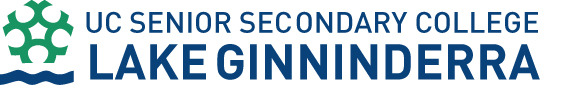 UC SENIOR SECONDARY COLLEGE
LAKE GINNINDERRA